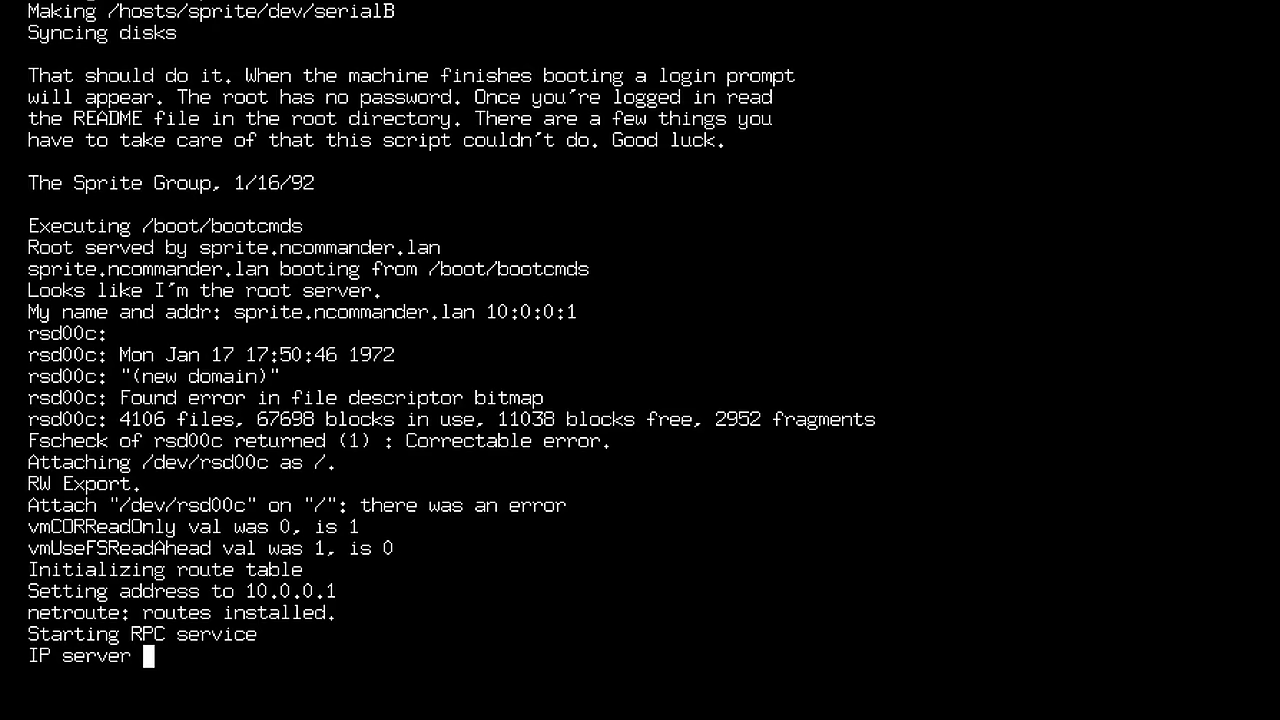 Making /hosts/sprite/dev/serialB
Syncing disks
That should do it. When the machine finishes booting a login prompt
will appear. The root has no password. Once you're logged in read
the README file in the root directory. There are a few things you
have to take care of that this script couldn't do. Good luck.
The Sprite Group, 1/16/92
Executing /boot/bootcmds
Root served by sprite.ncommander.lan
sprite.ncommander.lan booting from /boot/bootcmds
Looks like I'm the root server.
My name and addr: sprite.ncommander.lan 10:0:0:1
rsd00c:
rsd00c: Mon Jan 17 17:50:46 1972
rsd00c: "(new domain)"
rsd00c: Found error in file descriptor bitmap
rsd00c: 4106 files, 67698 blocks in use, 11038 blocks free, 2952 fragments
Fscheck of rsd00c returned (1) : Correctable error.
Attaching /dev/rsd00c as /.
RW Export.
Attach "/dev/rsd00c" on "/": there was an error
vmCORReadOnly val was 0, is 1
vmUseFSReadAhead val was 1, is 0
Initializing route table
Setting address to 10.0.0.1
netroute: routes installed.
Starting RPC service
IP server